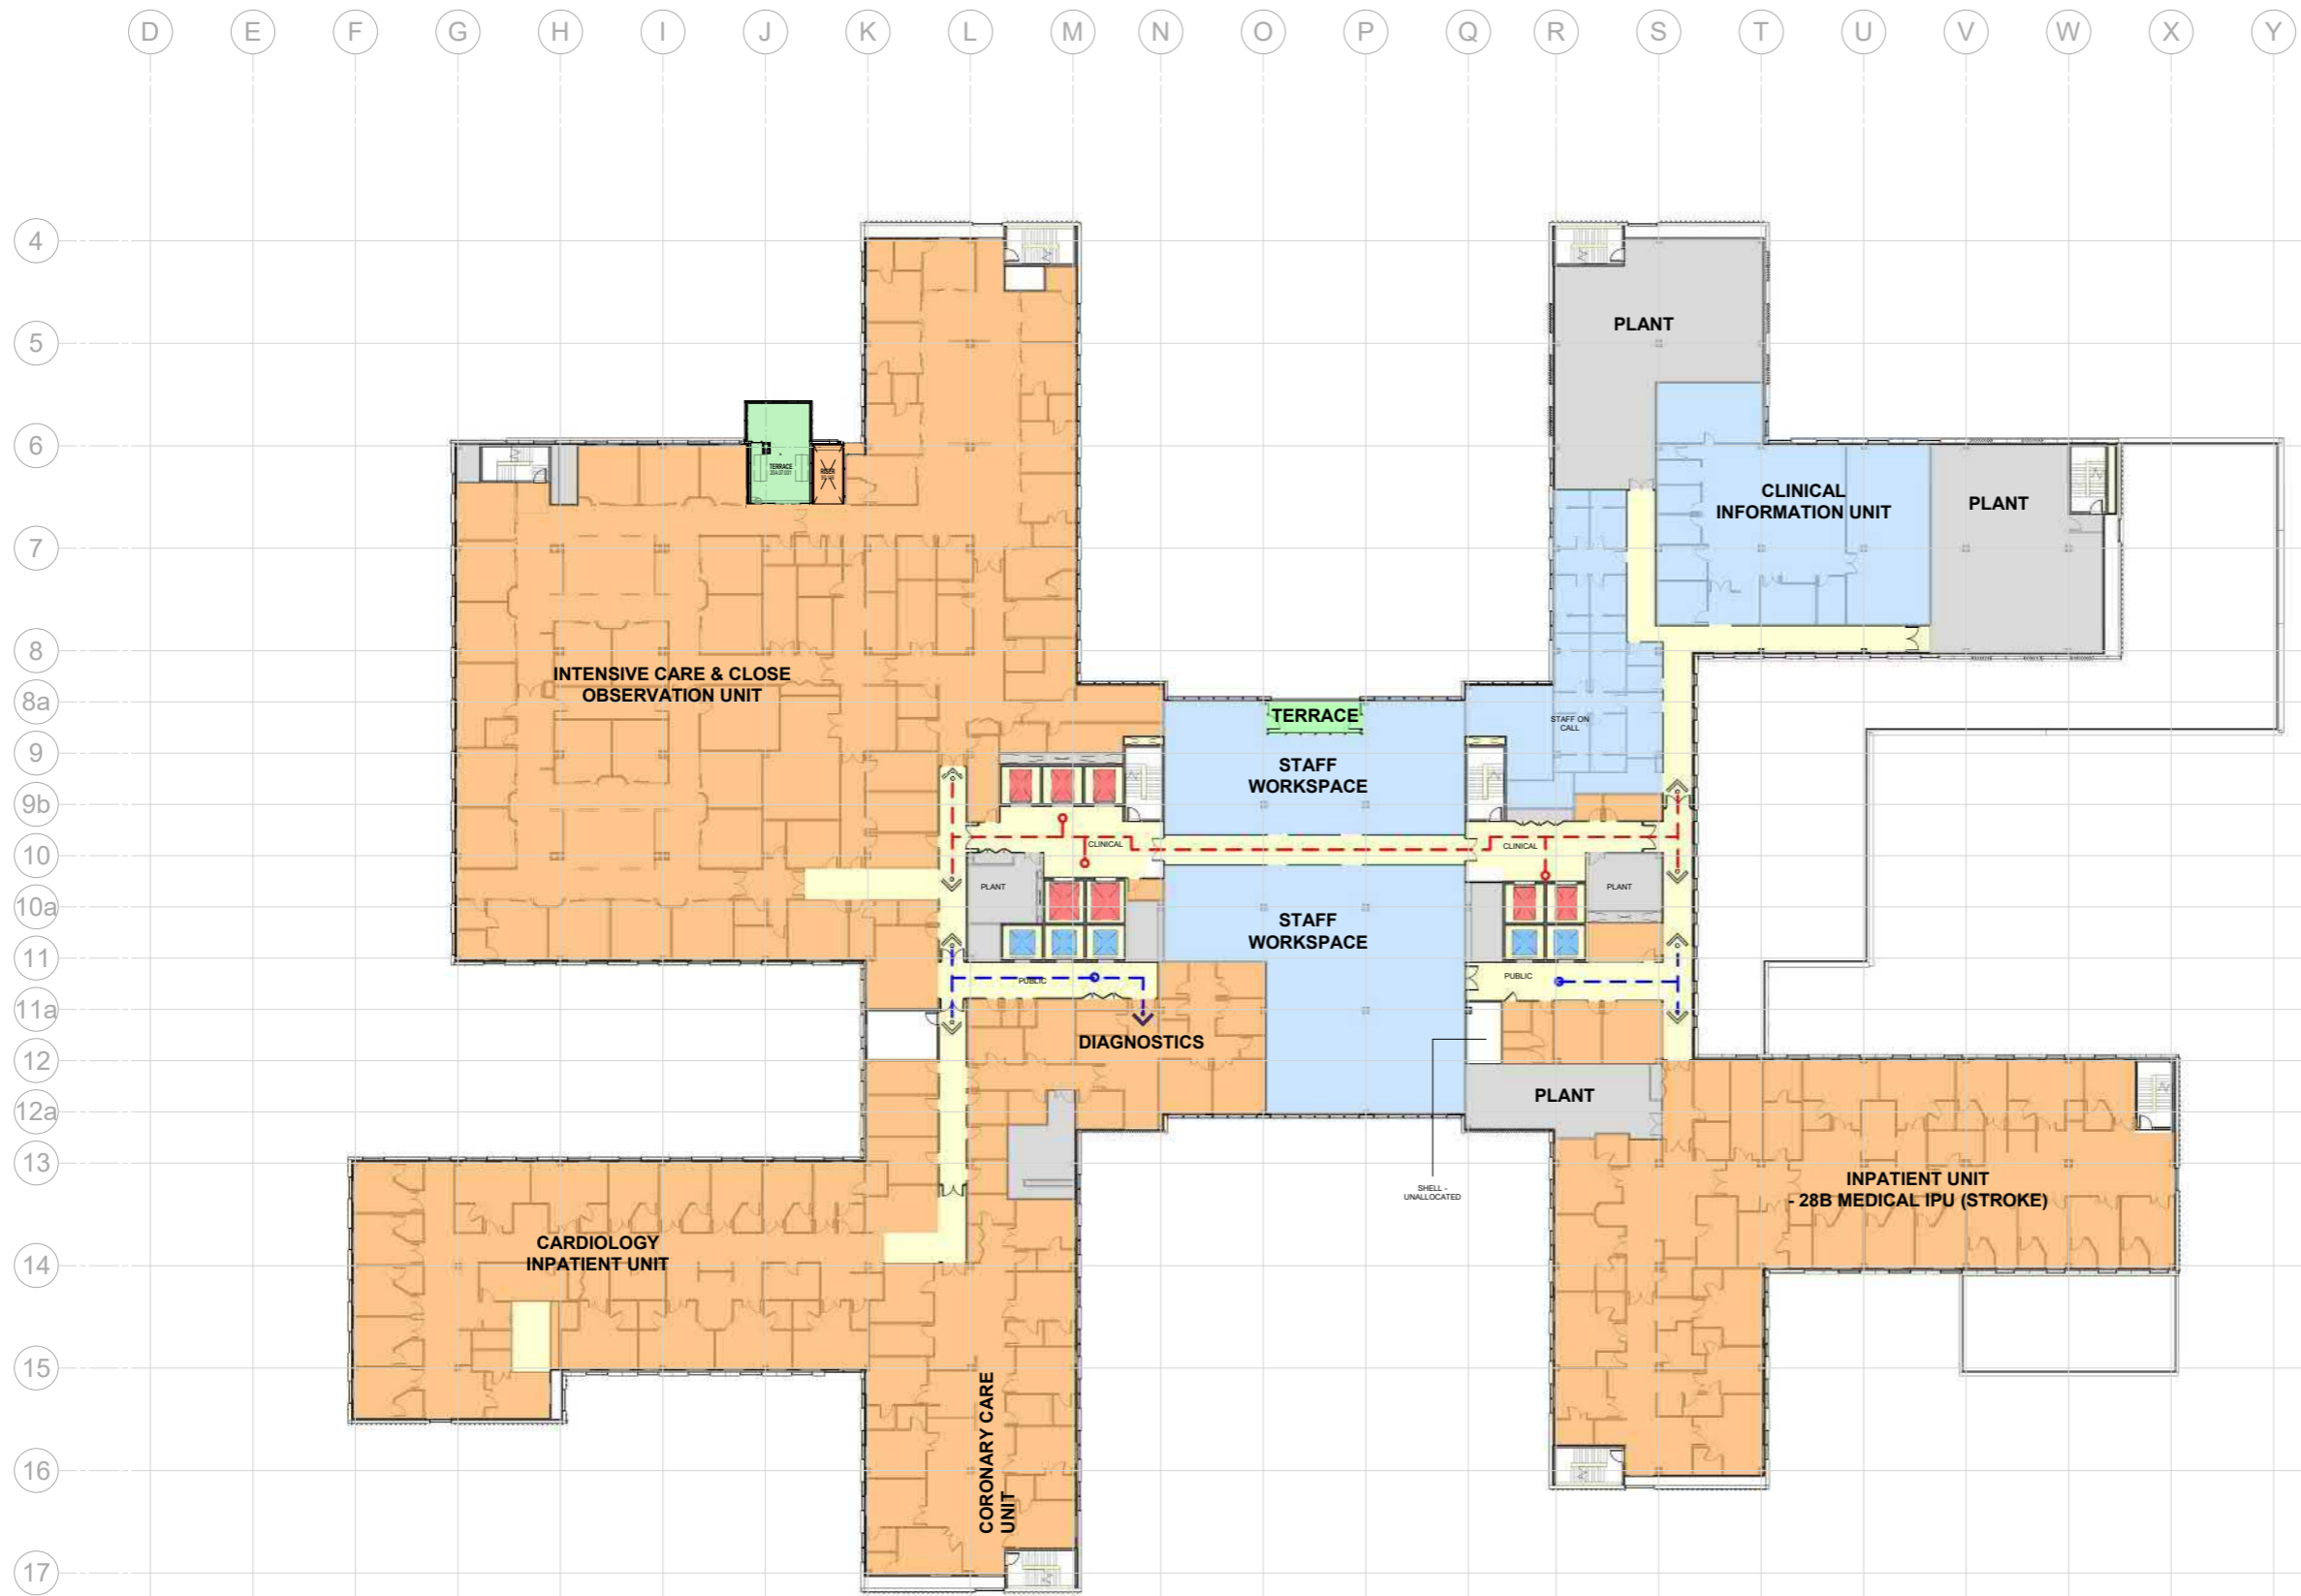 D E F G H I J K L M N O P Q R S T U V W X Y
4
5
6
7
8
8a
9
9b
10
10a
11
11a
12
12a
13
14
15
16
17
PLANT
TERRACE
RISER
CLINICAL
INFORMATION UNIT
PLANT
INTENSIVE CARE & CLOSE
OBSERVATION UNIT
TERRACE
STAFF ON
CALL
STAFF
WORKSPACE
CLINICAL
CLINICAL
PLANT
PLANT
STAFF
WORKSPACE
PUBLIC
PUBLIC
DIAGNOSTICS
PLANT
SHELL -
UNALLOCATED
INPATIENT UNIT
- 28B MEDICAL IPU (STROKE)
CARDIOLOGY
INPATIENT UNIT
CORONARY CARE
UNIT